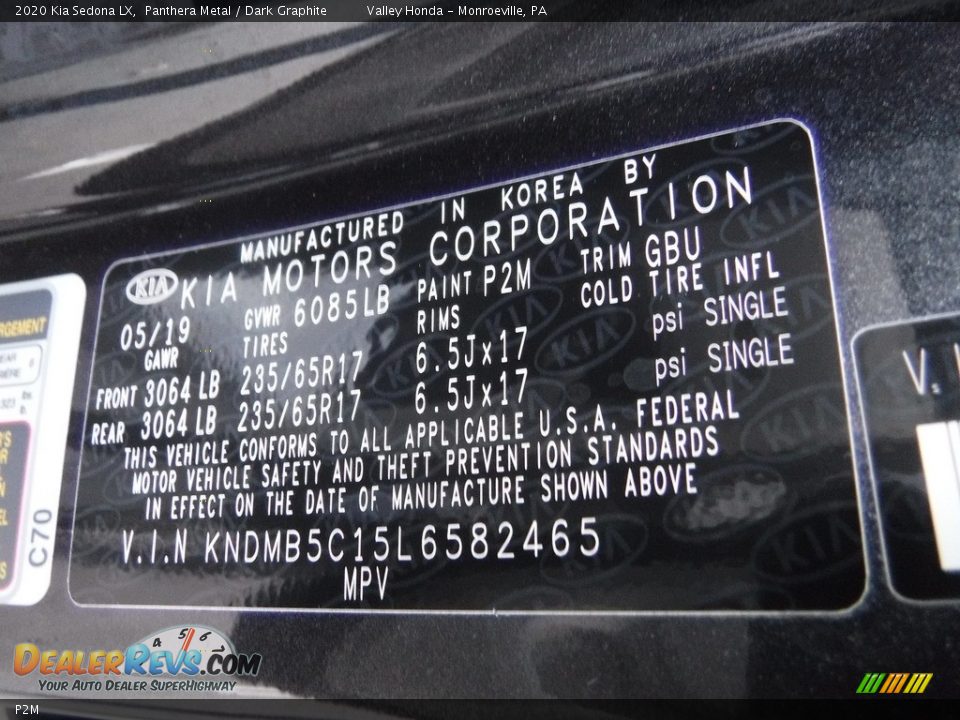 2020 Kia Sedona LX, Panthera Metal / Dark Graphite Valley Honda - Monroeville, PA
MANUFACTURED IN KOREA BY
KIA KIA MOTORS CORPORATION
05/19 GVWR 6085LB PAINT P2M TRIM GBU
GAWR TIRES RIMS COLD TIRE INFL
FRONT 3064 LB 235/65R17 6.5Jx17 psi SINGLE
REAR 3064 LB 235/65R17 6.5Jx17 psi SINGLE
THIS VEHICLE CONFORMS TO ALL APPLICABLE U.S.A. FEDERAL
MOTOR VEHICLE SAFETY AND THEFT PREVENTION STANDARDS
IN EFFECT ON THE DATE OF MANUFACTURE SHOWN ABOVE
V.I.N KNDMB5C15L6582465
MPV
C70
V.I
4 5 6
DEALERREVS.COM
YOUR AUTO DEALER SUPERHIGHWAY
P2M